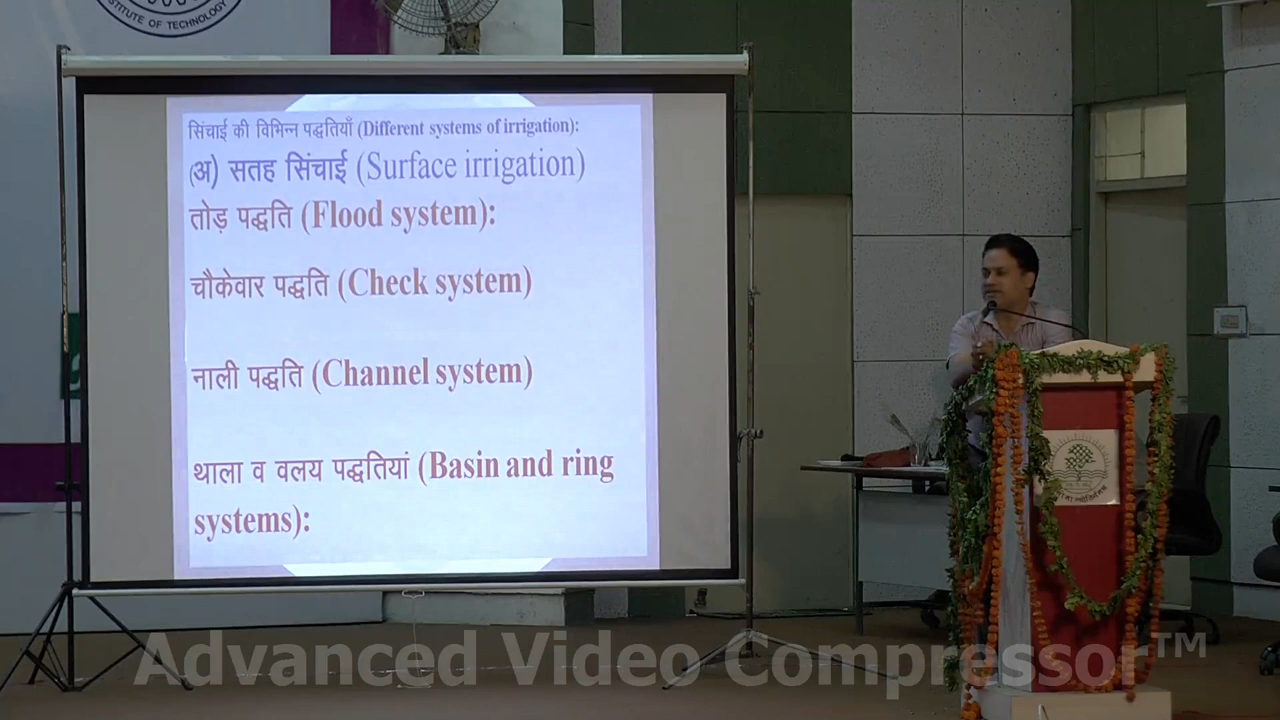 STITUTE OF TECHNOLOGY
सिंचाई की विभिन्न पद्धतियाँ (Different systems of irrigation):
(अ) सतह सिंचाई (Surface irrigation)
तोड़ पद्धति (Flood system):
चौकेवार पद्धति (Check system)
नाली पद्धति (Channel system)
थाला व वलय पद्धतियां (Basin and ring
systems):
Advanced Video Compressor™